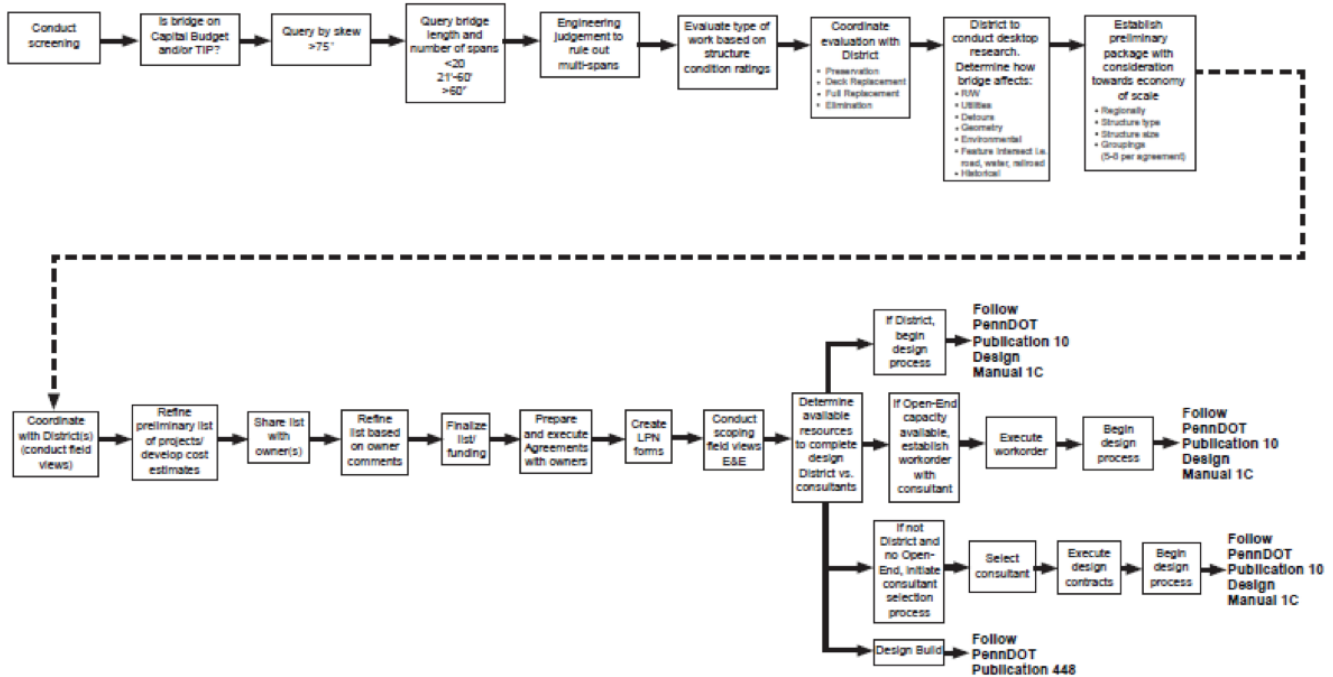 Conduct
screening
Is bridge on
Capital Budget
and/or TIP?
Query by skew
>75°
Query bridge
length and
number of spans
<20
21'-60'
>60"
Engineering
judgement to
rule out
multi-spans
Evaluate type of
work based on
structure
condition ratings
Coordinate
evaluation with
District
• Preservation
• Deck Replacement
• Full Replacement
• Elimination
District to
conduct desktop
research.
Determine how
bridge affects:
• R/W
• Utilities
• Detours
• Geometry
• Environmental
• Feature Intersect i.e.
road, water, railroad
• Historical
Establish
preliminary
package with
consideration
towards economy
of scale
• Regionally
• Structure type
• Structure size
• Groupings
(5-8 per agreement)
Coordinate
with District(s)
(conduct field
views)
Refine
preliminary list
of projects/
develop cost
estimates
Share list
with
owner(s)
Refine
list based
on owner
comments
Finalize
list/
funding
Prepare
and execute
Agreements
with owners
Create
LPN
forms
Conduct
scoping
field views
E&E
Determine
available
resources
to complete
design
District vs.
consultants
If District,
begin
design
process
Follow
PennDOT
Publication 10
Design
Manual 1C
If Open-End
capacity
available,
establish
workorder
with
consultant
Execute
workorder
Begin
design
process
Follow
PennDOT
Publication 10
Design
Manual 1C
If not
District and
no Open-
End, initiate
consultant
selection
process
Select
consultant
Execute
design
contracts
Begin
design
process
Follow
PennDOT
Publication 10
Design
Manual 1C
Design Build
Follow
PennDOT
Publication 448